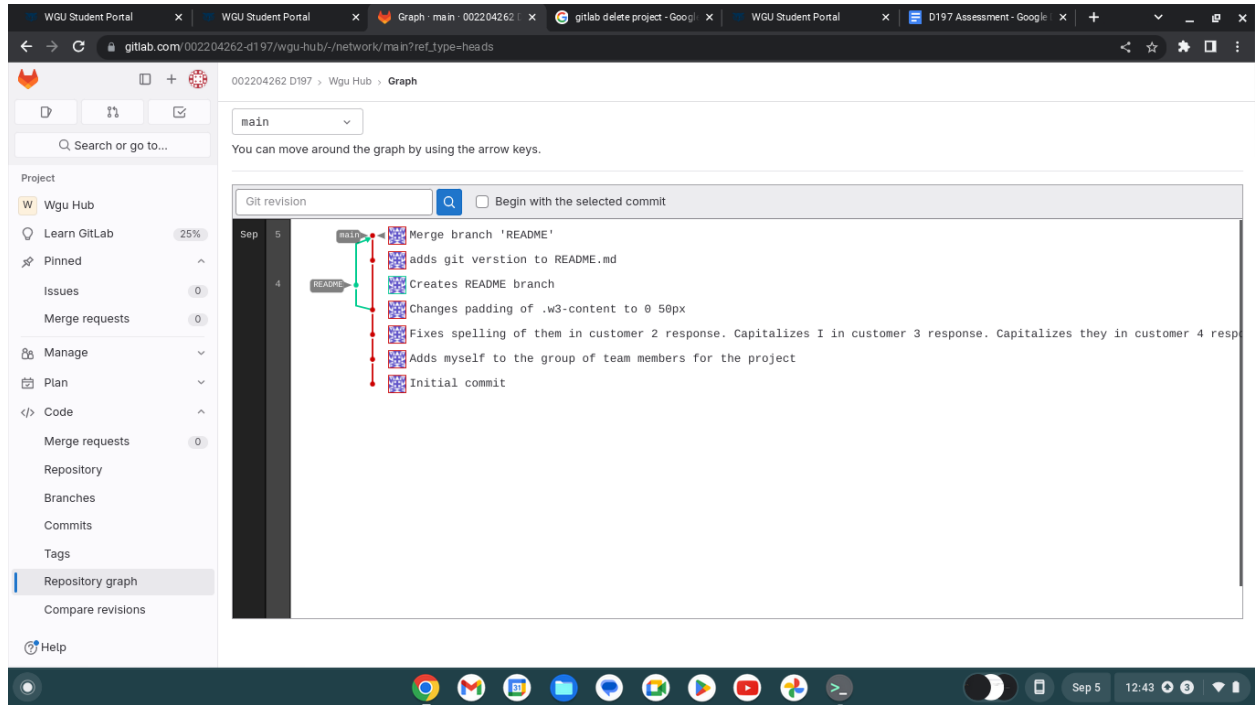 WGU Student Portal WGU Student Portal Graph · main · 002204262 D gitlab delete project - Googl WGU Student Portal D197 Assessment - Google
gitlab.com/002204262-d197/wgu-hub/-/network/main?ref_type=heads
002204262 D197 › Wgu Hub › Graph
main
Search or go to...
You can move around the graph by using the arrow keys.
Project
W Wgu Hub
Git revision Begin with the selected commit
Learn GitLab 25%
Sep 5 main Merge branch 'README'
Pinned
adds git verstion to README.md
Issues 0
4 README Creates README branch
Merge requests 0
Changes padding of .w3-content to 0 50px
Fixes spelling of them in customer 2 response. Capitalizes I in customer 3 response. Capitalizes they in customer 4 respo
Manage
Adds myself to the group of team members for the project
Plan
Initial commit
Code
Merge requests 0
Repository
Branches
Commits
Tags
Repository graph
Compare revisions
Help
31
Sep 5 12:43 3